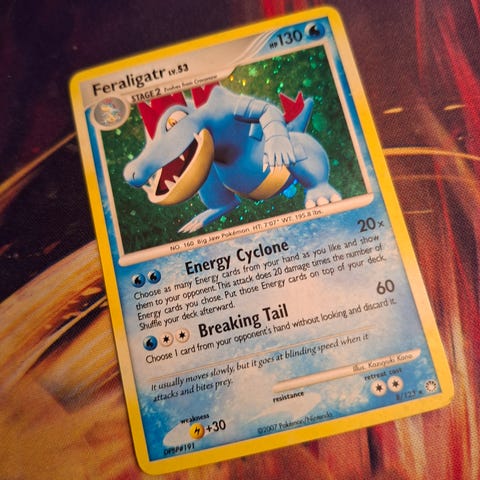 Feraligatr LV.53
HP 130
STAGE 2 Evolves from Croconaw
NO. 160 Big Jaw Pokémon HT: 7'07" WT: 195.8 lbs.
Energy Cyclone 20x
Choose as many Energy cards from your hand as you like and show
them to your opponent. This attack does 20 damage times the number of
Energy cards you chose. Put those Energy cards on top of your deck.
Shuffle your deck afterward.
Breaking Tail 60
Choose 1 card from your opponent's hand without looking and discard it.
It usually moves slowly, but it goes at blinding speed when it
attacks and bites prey.
Illus. Kazuyuki Kano
weakness
+30
resistance
retreat cost
DPBP#191
©2007 Pokémon/Nintendo
8/123